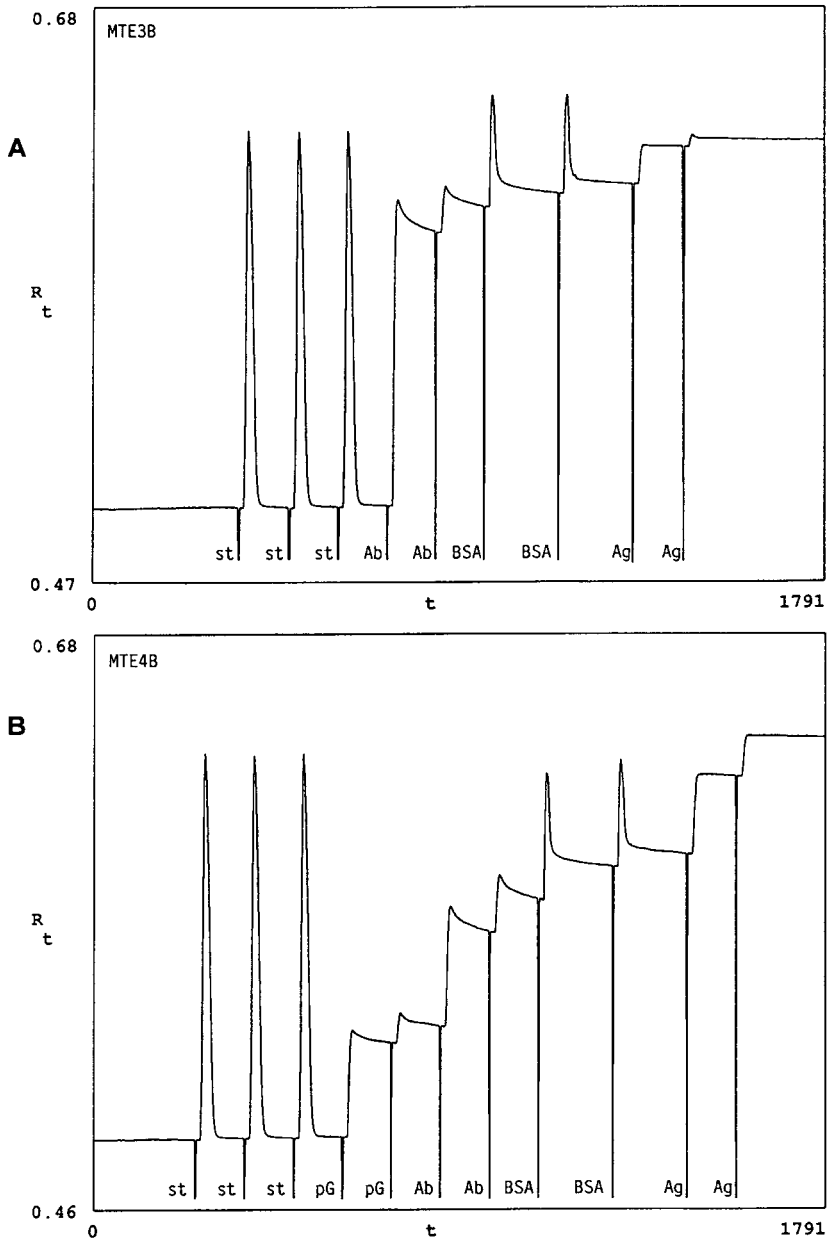 A
0.68
MTE3B
R
t
st st st Ab Ab BSA BSA Ag Ag
0.47
0 t 1791
B
0.68
MTE4B
R
t
st st st pG pG Ab Ab BSA BSA Ag Ag
0.46
0 t 1791